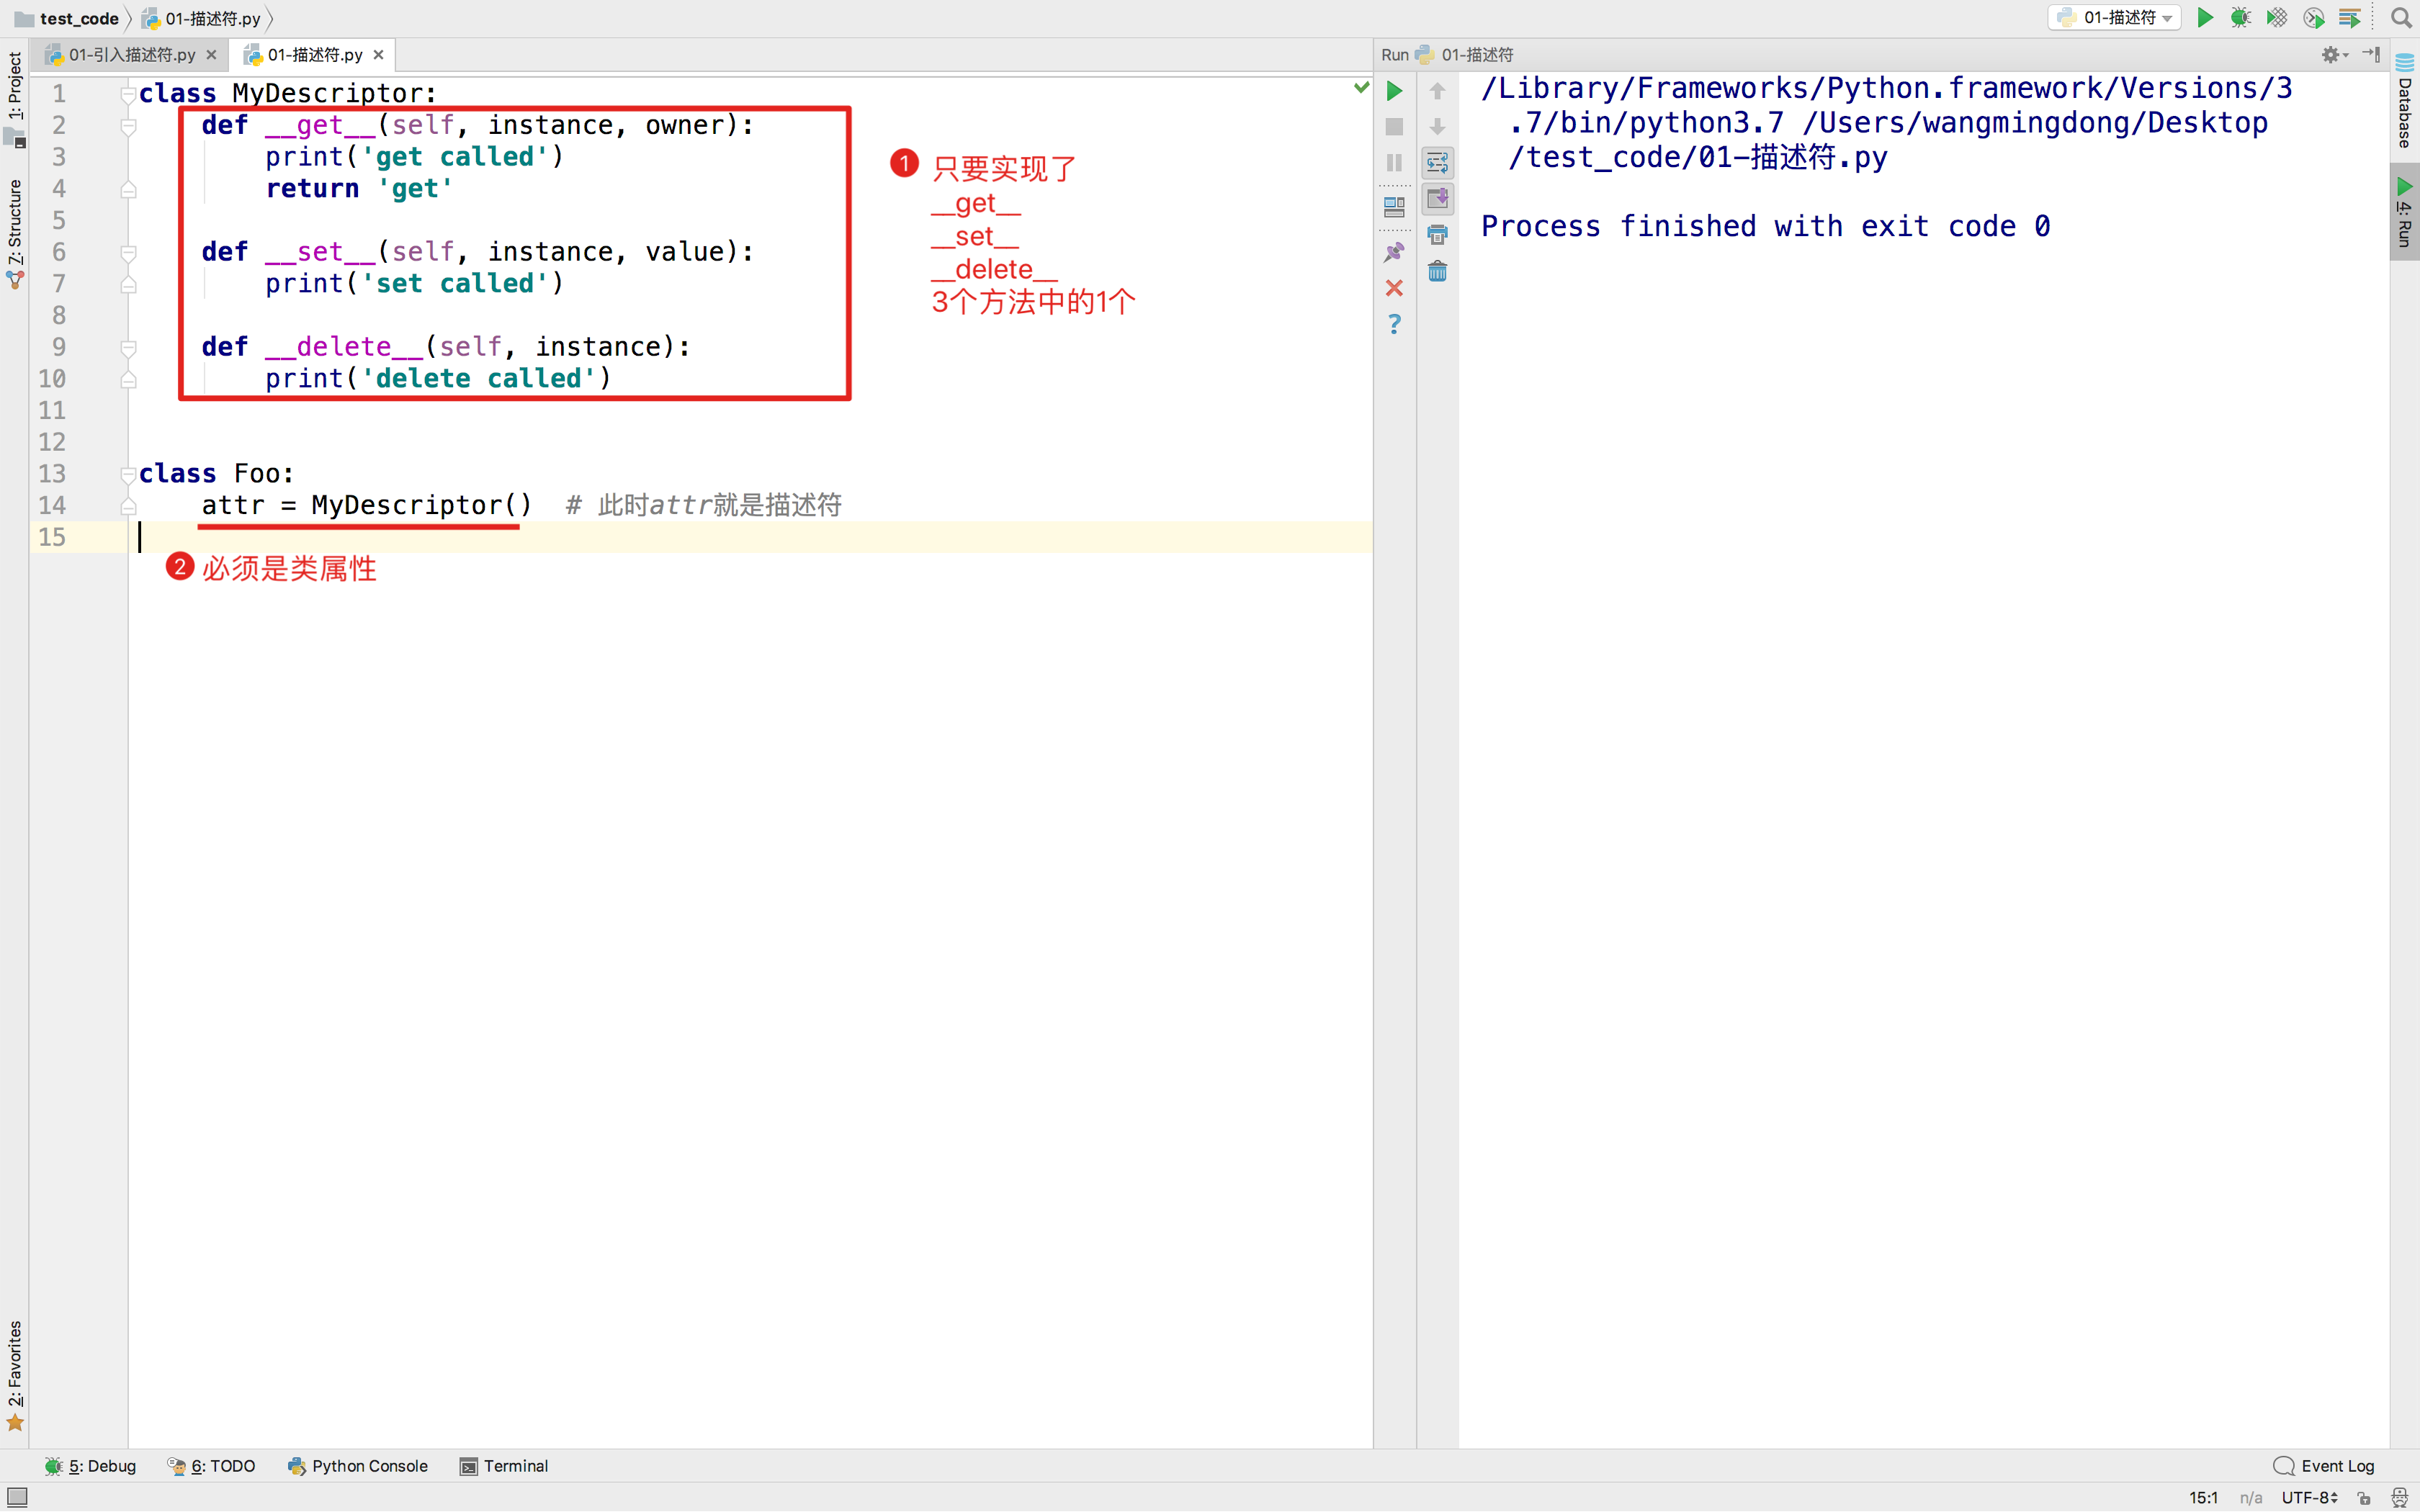 test_code 01-描述符.py
01-描述符
01-引入描述符.py
01-描述符.py
Run 01-描述符
1: Project
7: Structure
2: Favorites
Database
4: Run
1 class MyDescriptor:
2 def __get__(self, instance, owner):
3 print('get called')
4 return 'get'
5
6 def __set__(self, instance, value):
7 print('set called')
8
9 def __delete__(self, instance):
10 print('delete called')
11
12
13 class Foo:
14 attr = MyDescriptor() # 此时attr就是描述符
15
1 只要实现了
__get__
__set__
__delete__
3个方法中的1个
2 必须是类属性
/Library/Frameworks/Python.framework/Versions/3
.7/bin/python3.7 /Users/wangmingdong/Desktop
/test_code/01-描述符.py
Process finished with exit code 0
5: Debug 6: TODO Python Console Terminal Event Log
15:1 n/a UTF-8